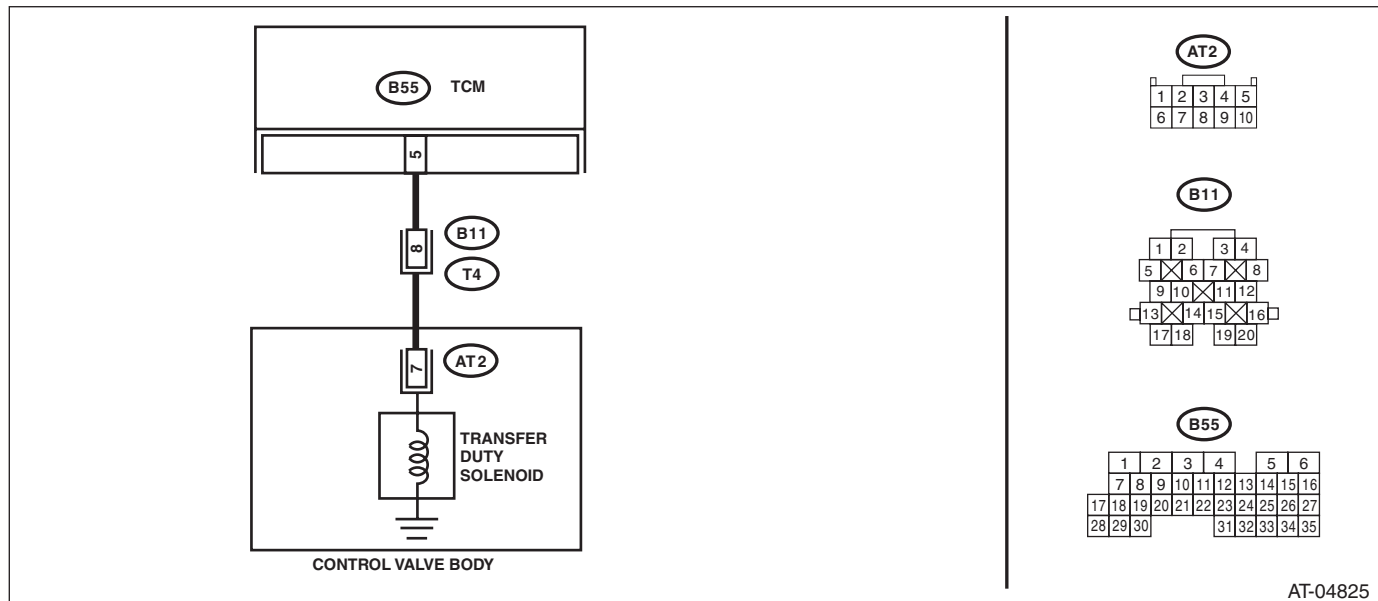 B55 TCM
5
8
B11
T4
7
AT2
TRANSFER
DUTY
SOLENOID
CONTROL VALVE BODY
AT2
1 2 3 4 5
6 7 8 9 10
B11
1 2 3 4
5 6 7 8
9 10 11 12
13 14 15 16
17 18 19 20
B55
1 2 3 4 5 6
7 8 9 10 11 12 13 14 15 16
17 18 19 20 21 22 23 24 25 26 27
28 29 30 31 32 33 34 35
AT-04825